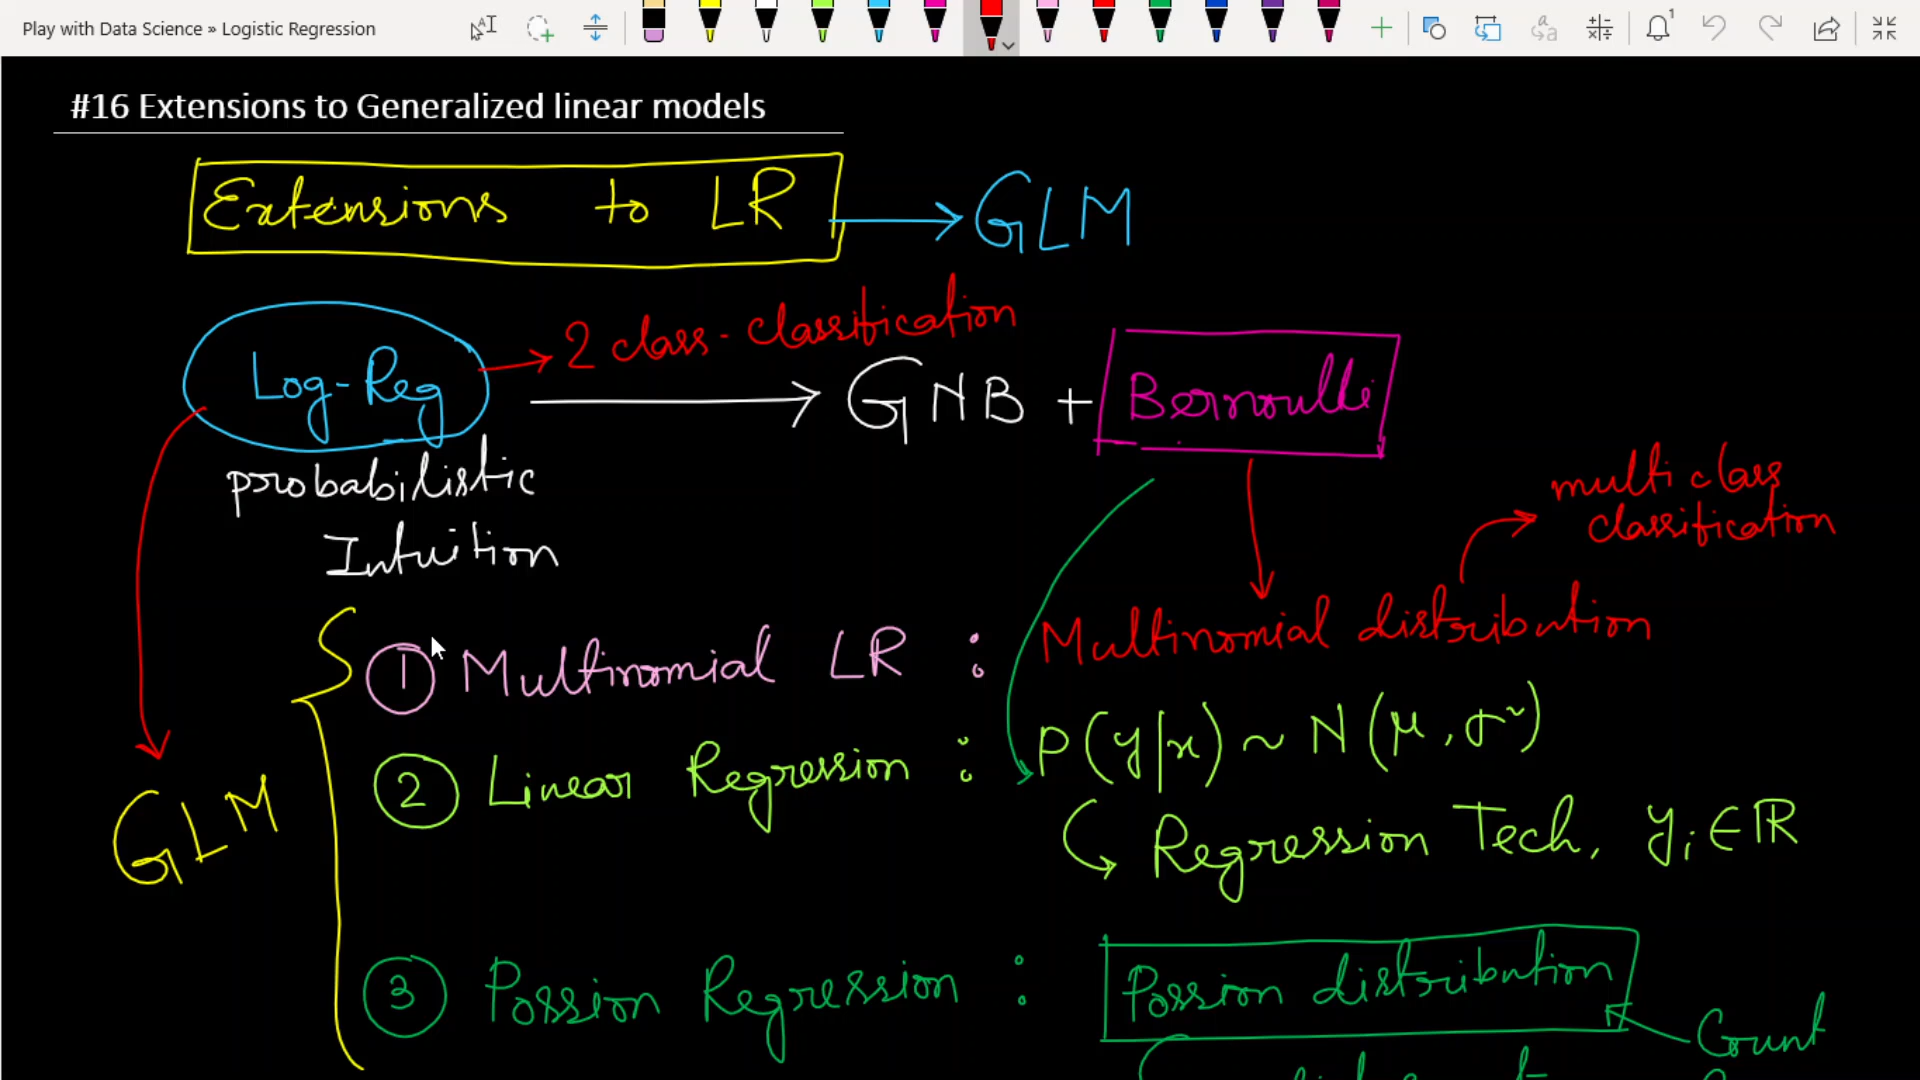 Play with Data Science » Logistic Regression
#16 Extensions to Generalized linear models
Extensions to LR → GLM
Log-Reg → 2 class-classification
→ GNB + Bernoulli
probabilistic
Intuition
multi class
classification
① Multinomial LR : Multinomial distribution
② Linear Regression : P(y|x) ~ N(μ, σ²)
Regression Tech, yᵢ ∈ ℝ
GLM
③ Possion Regression : Possion distribution
Count